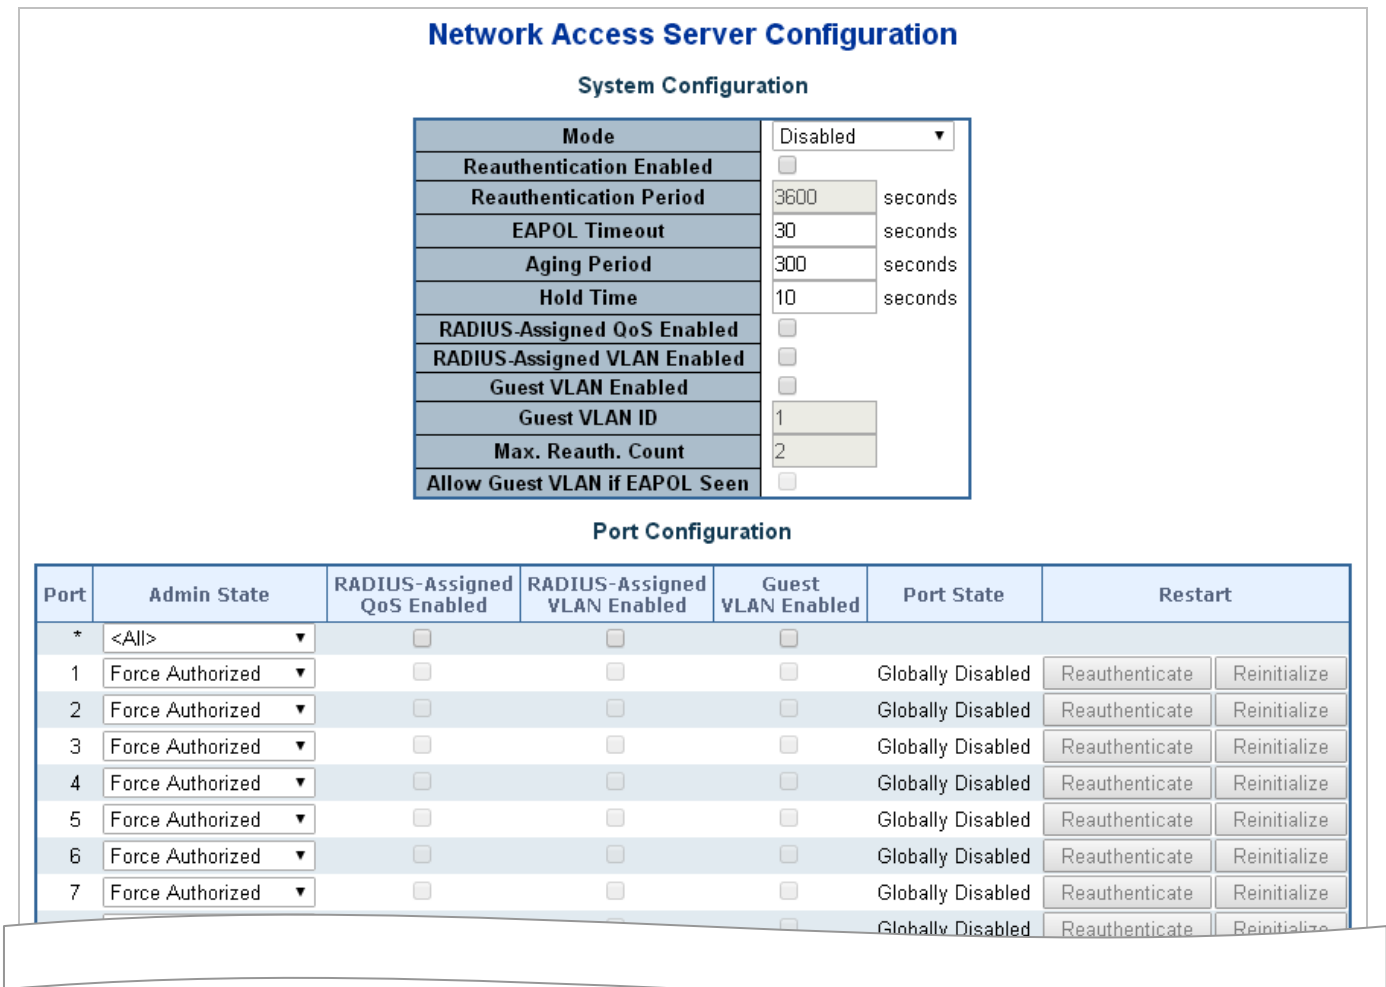 Network Access Server Configuration
System Configuration
Mode Disabled
Reauthentication Enabled
Reauthentication Period 3600 seconds
EAPOL Timeout 30 seconds
Aging Period 300 seconds
Hold Time 10 seconds
RADIUS-Assigned QoS Enabled
RADIUS-Assigned VLAN Enabled
Guest VLAN Enabled
Guest VLAN ID 1
Max. Reauth. Count 2
Allow Guest VLAN if EAPOL Seen
Port Configuration
Port Admin State RADIUS-Assigned QoS Enabled RADIUS-Assigned VLAN Enabled Guest VLAN Enabled Port State Restart
* <All>
1 Force Authorized Globally Disabled Reauthenticate Reinitialize
2 Force Authorized Globally Disabled Reauthenticate Reinitialize
3 Force Authorized Globally Disabled Reauthenticate Reinitialize
4 Force Authorized Globally Disabled Reauthenticate Reinitialize
5 Force Authorized Globally Disabled Reauthenticate Reinitialize
6 Force Authorized Globally Disabled Reauthenticate Reinitialize
7 Force Authorized Globally Disabled Reauthenticate Reinitialize
Globally Disabled Reauthenticate Reinitialize